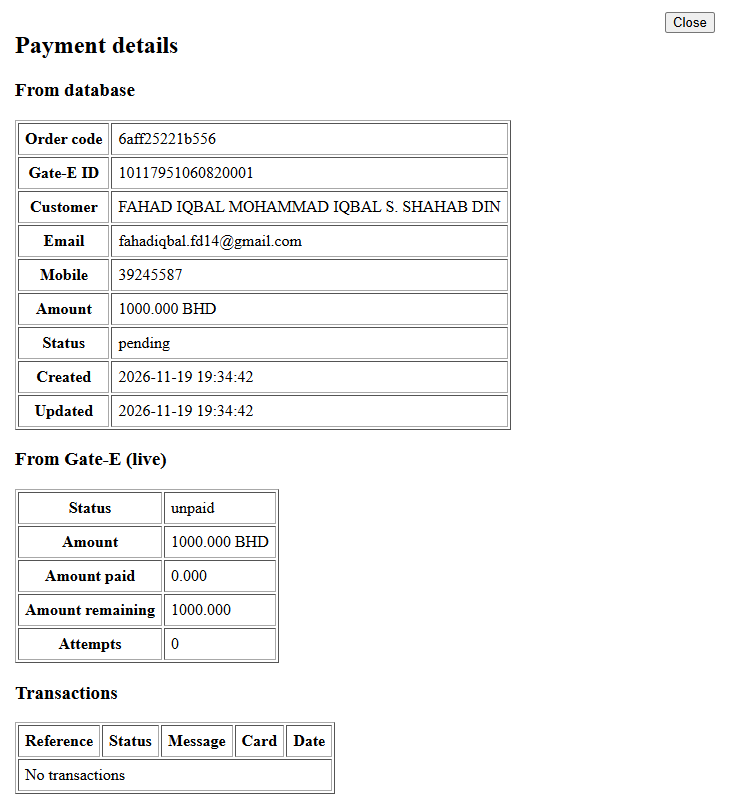 Close
Payment details
From database
Order code 6aff25221b556
Gate-E ID 10117951060820001
Customer FAHAD IQBAL MOHAMMAD IQBAL S. SHAHAB DIN
Email fahadiqbal.fd14@gmail.com
Mobile 39245587
Amount 1000.000 BHD
Status pending
Created 2026-11-19 19:34:42
Updated 2026-11-19 19:34:42
From Gate-E (live)
Status unpaid
Amount 1000.000 BHD
Amount paid 0.000
Amount remaining 1000.000
Attempts 0
Transactions
Reference Status Message Card Date
No transactions